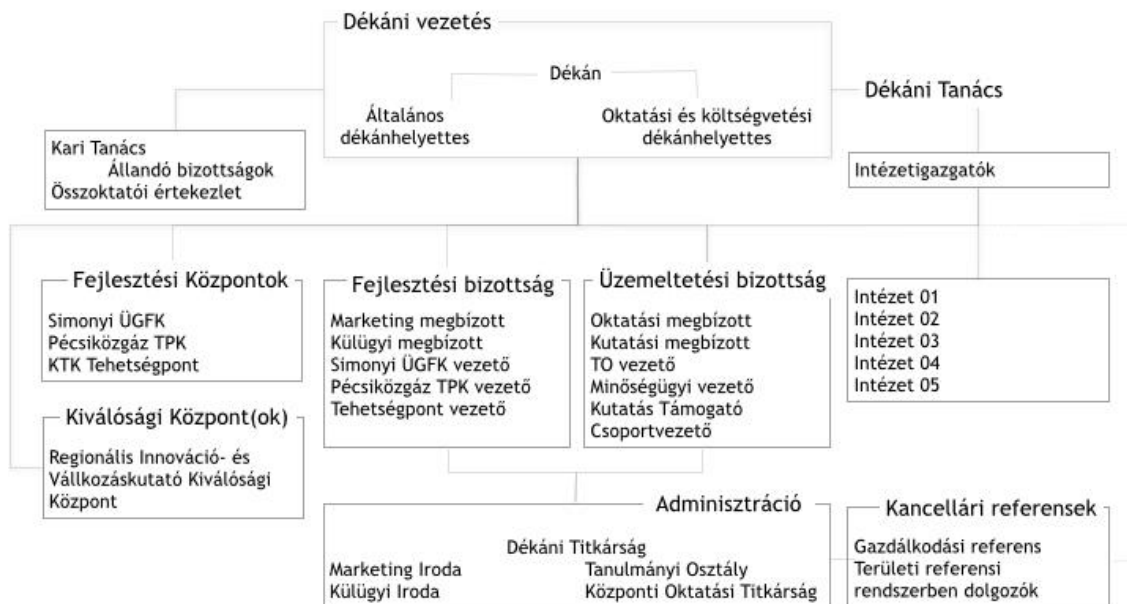 Dékáni vezetés
Dékán
Általános
dékánhelyettes
Oktatási és költségvetési
dékánhelyettes
Dékáni Tanács
Kari Tanács
Állandó bizottságok
Összoktatói értekezlet
Intézetigazgatók
Fejlesztési Központok
Simonyi ÜGFK
Pécsiközgáz TPK
KTK Tehetségpont
Fejlesztési bizottság
Marketing megbízott
Külügyi megbízott
Simonyi ÜGFK vezető
Pécsiközgáz TPK vezető
Tehetségpont vezető
Üzemeltetési bizottság
Oktatási megbízott
Kutatási megbízott
TO vezető
Minőségügyi vezető
Kutatás Támogató
Csoportvezető
Intézet 01
Intézet 02
Intézet 03
Intézet 04
Intézet 05
Kiválósági Központ(ok)
Regionális Innováció- és
Vállkozáskutató Kiválósági
Központ
Adminisztráció
Dékáni Titkárság
Marketing Iroda
Külügyi Iroda
Tanulmányi Osztály
Központi Oktatási Titkárság
Kancellári referensek
Gazdálkodási referens
Területi referensi
rendszerben dolgozók